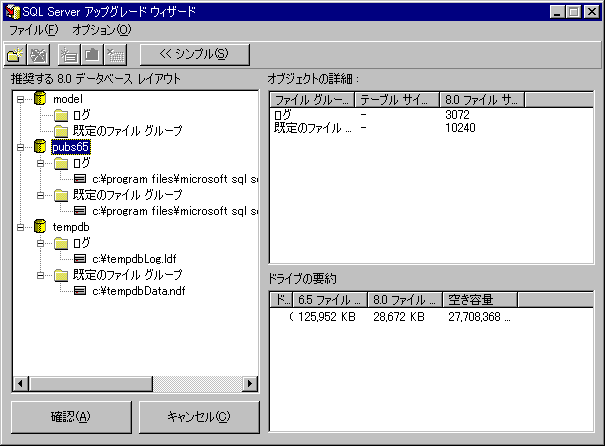 SQL Server アップグレード ウィザード
ファイル(F) オプション(O)
<< シンプル(S)
推奨する 8.0 データベース レイアウト
model
ログ
既定のファイル グループ
pubs65
ログ
c:¥program files¥microsoft sql se
既定のファイル グループ
c:¥program files¥microsoft sql se
tempdb
ログ
c:¥tempdbLog.ldf
既定のファイル グループ
c:¥tempdbData.ndf
確認(A) キャンセル(C)
オブジェクトの詳細 :
ファイル グルー... テーブル サイ... 8.0 ファイル サ...
ログ - 3072
既定のファイル ... - 10240
ドライブの要約
ド... 6.5 ファイル ... 8.0 ファイル ... 空き容量
125,952 KB 28,672 KB 27,708,368 ...